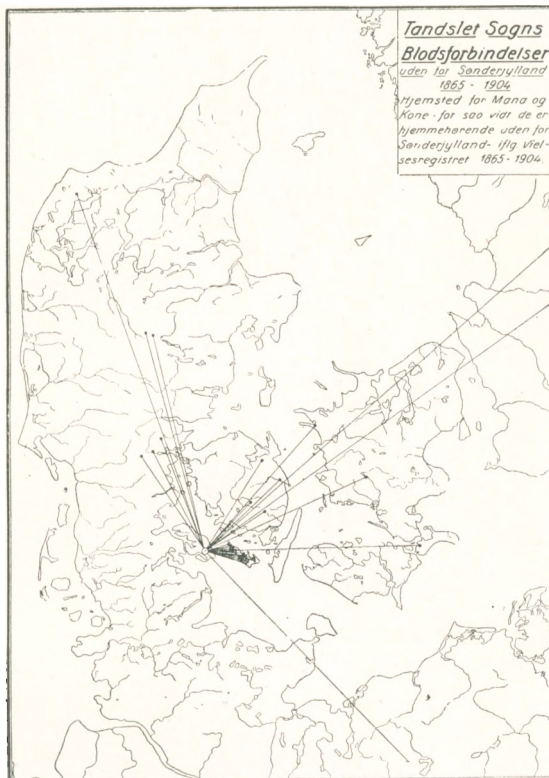 Tandslet Sogns
Blodsforbindelser
uden for Sønderjylland
1865 - 1904
Hjemsted for Mand og
Kone - for saa vidt de er
hjemmehørende uden for
Sønderjylland - iflg Viel-
sesregistret 1865 - 1904.